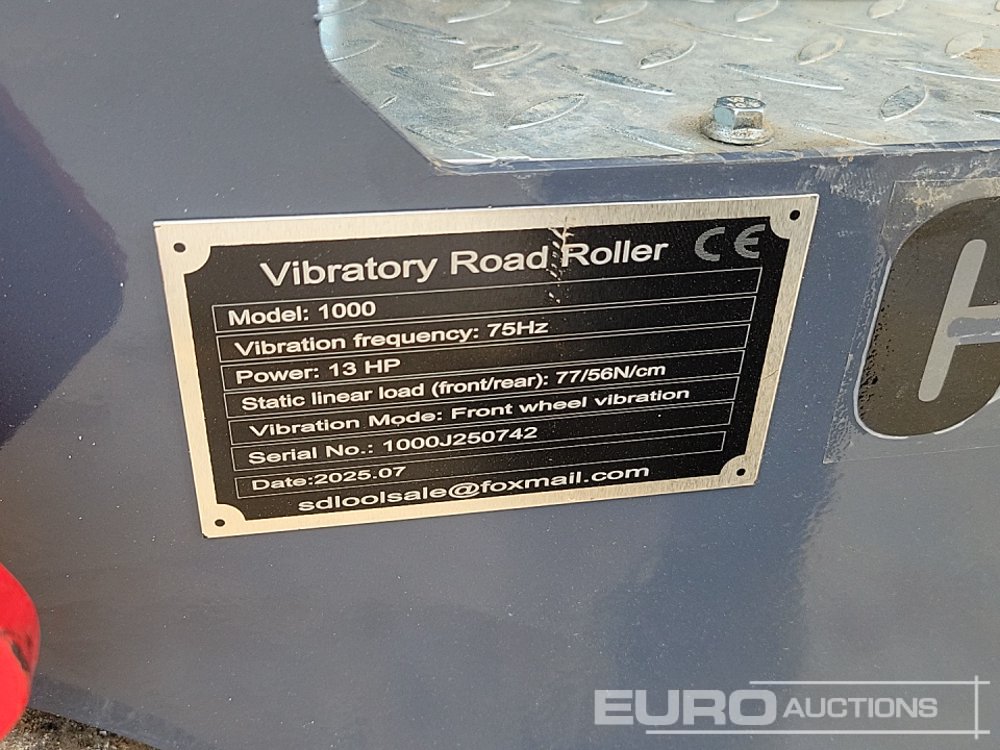 Vibratory Road Roller CE
Model: 1000
Vibration frequency: 75Hz
Power: 13 HP
Static linear load (front/rear): 77/56N/cm
Vibration Mode: Front wheel vibration
Serial No.: 1000J250742
Date:2025.07
sdloolsale@foxmail.com
EURO AUCTIONS